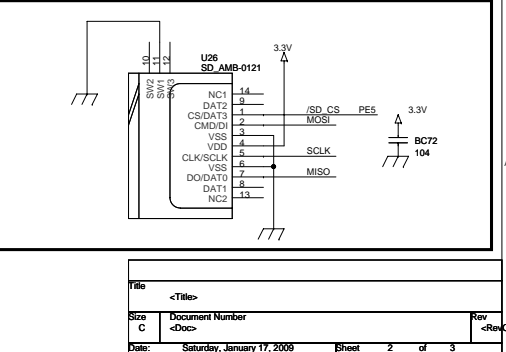 U26
SD_AMB-0121
3.3V
10
11
12
SW2
SW1
SW3
NC1 14
DAT2 9
CS/DAT3 1 /SD_CS PE5
CMD/DI 2 MOSI
VSS 3
VDD 4
CLK/SCLK 5 SCLK
VSS 6
DO/DAT0 7 MISO
DAT1 8
NC2 13
3.3V
BC72
104
Title
<Title>
Size Document Number Rev
C <Doc> <RevC
Date: Saturday, January 17, 2009 Sheet 2 of 3